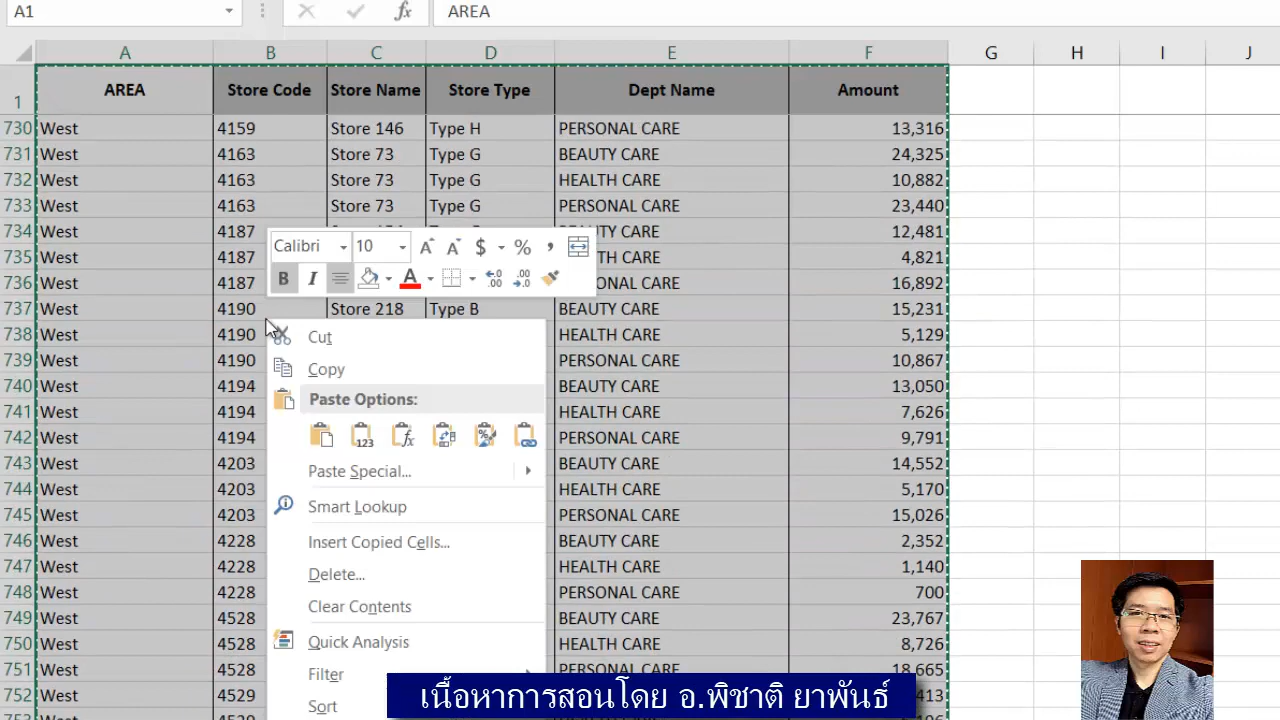 A1 fx AREA
A B C D E F G H I J
1 AREA Store Code Store Name Store Type Dept Name Amount
730 West 4159 Store 146 Type H PERSONAL CARE 13,316
731 West 4163 Store 73 Type G BEAUTY CARE 24,325
732 West 4163 Store 73 Type G HEALTH CARE 10,882
733 West 4163 Store 73 Type G PERSONAL CARE 23,440
734 West 4187 12,481
735 West 4187 4,821
736 West 4187 16,892
737 West 4190 Store 218 Type B BEAUTY CARE 15,231
738 West 4190 HEALTH CARE 5,129
739 West 4190 PERSONAL CARE 10,867
740 West 4194 BEAUTY CARE 13,050
741 West 4194 HEALTH CARE 7,626
742 West 4194 PERSONAL CARE 9,791
743 West 4203 BEAUTY CARE 14,552
744 West 4203 HEALTH CARE 5,170
745 West 4203 PERSONAL CARE 15,026
746 West 4228 BEAUTY CARE 2,352
747 West 4228 HEALTH CARE 1,140
748 West 4228 PERSONAL CARE 700
749 West 4528 BEAUTY CARE 23,767
750 West 4528 HEALTH CARE 8,726
751 West 4528 PERSONAL CARE 18,665
752 West 4529 413
Calibri 10 A A $ % ,
B I A .00
Cut
Copy
Paste Options:
123 fx %
Paste Special...
Smart Lookup
Insert Copied Cells...
Delete...
Clear Contents
Quick Analysis
Filter
Sort
เนื้อหาการสอนโดย อ.พิชาติ ยาพันธ์